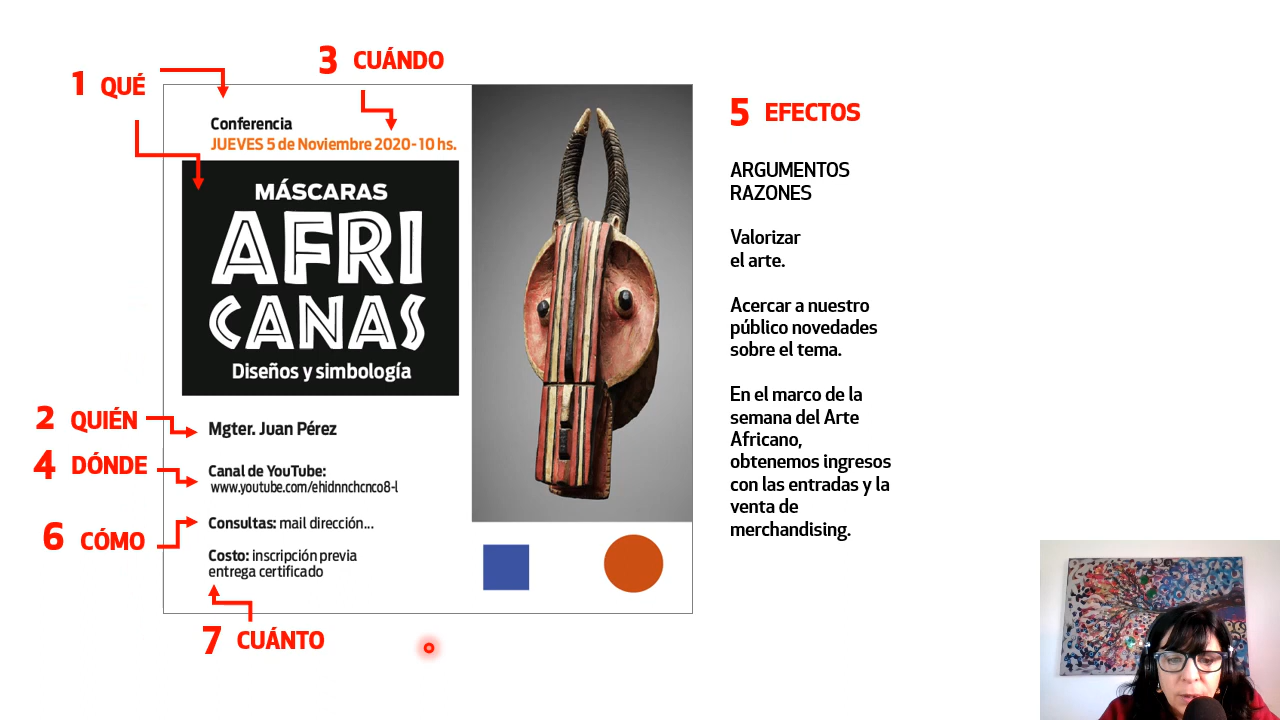 1 QUÉ
3 CUÁNDO
Conferencia
JUEVES 5 de Noviembre 2020-10 hs.
MÁSCARAS
AFRI
CANAS
Diseños y simbología
2 QUIÉN
Mgter. Juan Pérez
4 DÓNDE
Canal de YouTube:
www.youtube.com/ehidnnchcnco8-l
6 CÓMO
Consultas: mail dirección...
Costo: inscripción previa
entrega certificado
7 CUÁNTO
5 EFECTOS
ARGUMENTOS
RAZONES
Valorizar
el arte.
Acercar a nuestro
público novedades
sobre el tema.
En el marco de la
semana del Arte
Africano,
obtenemos ingresos
con las entradas y la
venta de
merchandising.